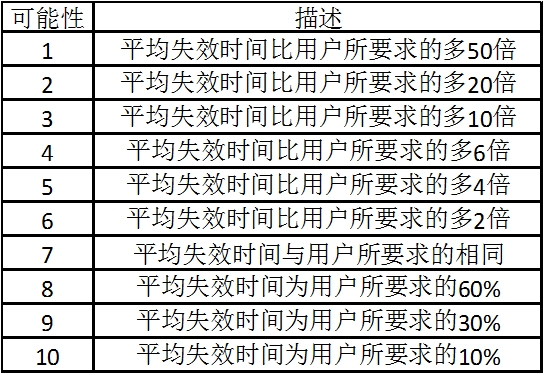 可能性 描述
1 平均失效时间比用户所要求的多50倍
2 平均失效时间比用户所要求的多20倍
3 平均失效时间比用户所要求的多10倍
4 平均失效时间比用户所要求的多6倍
5 平均失效时间比用户所要求的多4倍
6 平均失效时间比用户所要求的多2倍
7 平均失效时间与用户所要求的相同
8 平均失效时间为用户所要求的60%
9 平均失效时间为用户所要求的30%
10 平均失效时间为用户所要求的10%